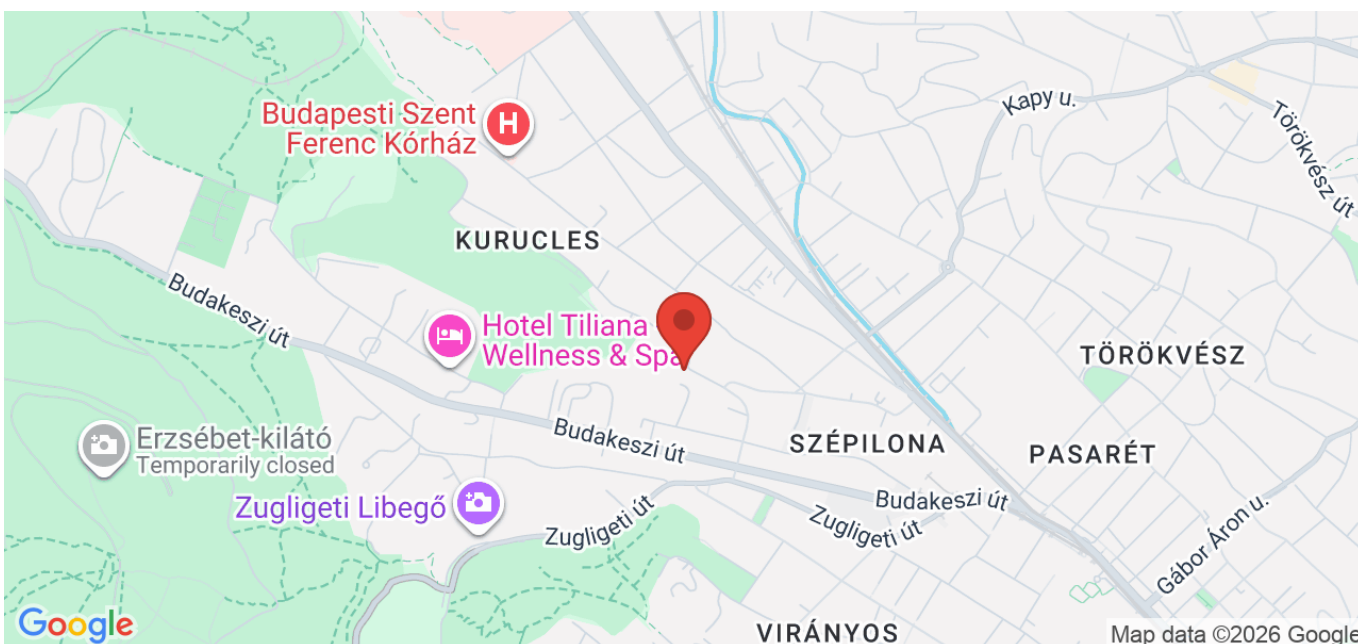 Budapesti Szent
Ferenc Kórház
H
Kapy u.
Törökvész út
KURUCLES
Budakeszi út
Hotel Tiliana
Wellness & Spa
TÖRÖKVÉSZ
Erzsébet-kilátó
Temporarily closed
Budakeszi út
SZÉPILONA
PASARÉT
Zugligeti Libegő
Zugligeti út
Budakeszi út
Zugligeti út
Gábor Áron u.
VIRÁNYOS
Google
Map data ©2026 Google